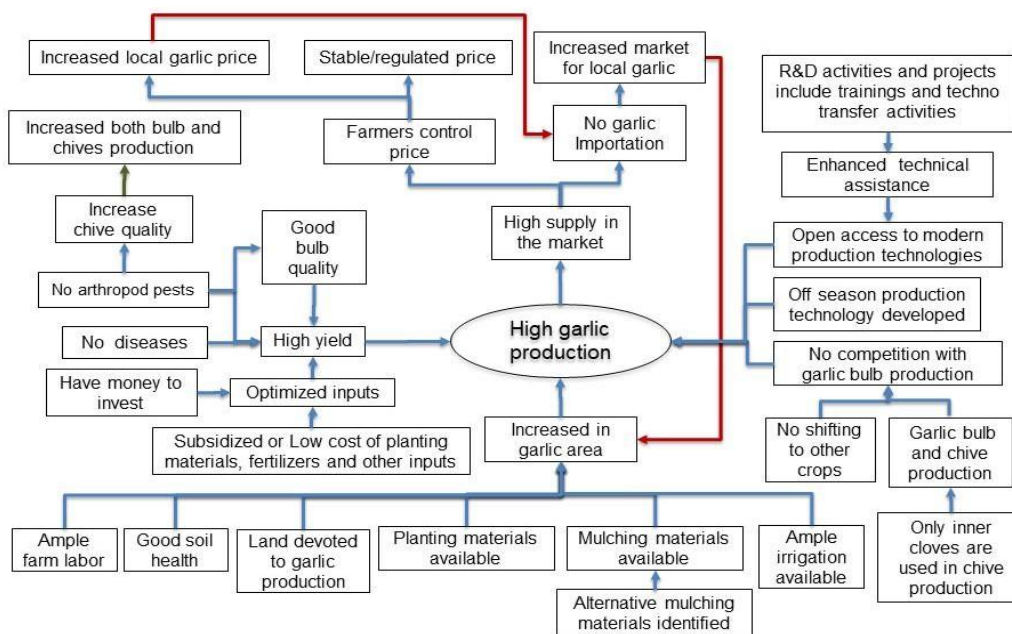 Increased local garlic price
Stable/regulated price
Increased market
for local garlic
R&D activities and projects
include trainings and techno
transfer activities
Increased both bulb and
chives production
Farmers control
price
No garlic
Importation
Enhanced technical
assistance
Increase
chive quality
Good
bulb
quality
High supply in
the market
Open access to modern
production technologies
No arthropod pests
Off season production
technology developed
No diseases
High yield
High garlic
production
No competition with
garlic bulb production
Have money to
invest
Optimized inputs
Subsidized or Low cost of planting
materials, fertilizers and other inputs
Increased in
garlic area
No shifting
to other
crops
Garlic bulb
and chive
production
Ample
farm labor
Good soil
health
Land devoted
to garlic
production
Planting materials
available
Mulching materials
available
Ample
irrigation
available
Only inner
cloves are
used in chive
production
Alternative mulching
materials identified